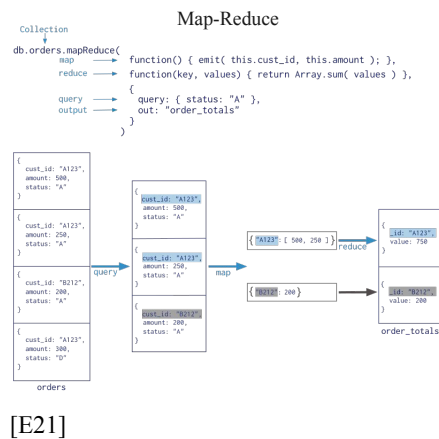 Map-Reduce
Collection
db.orders.mapReduce(
map function() { emit( this.cust_id, this.amount ); },
reduce function(key, values) { return Array.sum( values ) },
{
query query: { status: "A" },
output out: "order_totals"
}
)
{
cust_id: "A123",
amount: 500,
status: "A"
}
{
cust_id: "A123",
amount: 250,
status: "A"
}
{
cust_id: "B212",
amount: 200,
status: "A"
}
{
cust_id: "A123",
amount: 300,
status: "D"
}
orders
query
{
cust_id: "A123",
amount: 500,
status: "A"
}
{
cust_id: "A123",
amount: 250,
status: "A"
}
{
cust_id: "B212",
amount: 200,
status: "A"
}
map
{"A123": [ 500, 250 ]}
{"B212": 200}
reduce
{
_id: "A123",
value: 750
}
{
_id: "B212",
value: 200
}
order_totals
[E21]